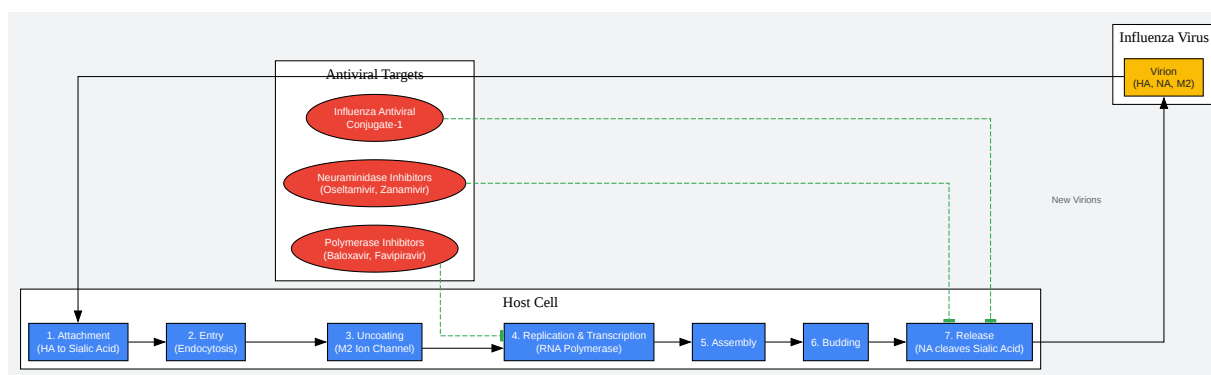 Influenza Virus
Virion
(HA, NA, M2)
Antiviral Targets
Influenza Antiviral
Conjugate-1
Neuraminidase Inhibitors
(Oseltamivir, Zanamivir)
Polymerase Inhibitors
(Baloxavir, Favipiravir)
New Virions
Host Cell
1. Attachment
(HA to Sialic Acid)
2. Entry
(Endocytosis)
3. Uncoating
(M2 Ion Channel)
4. Replication & Transcription
(RNA Polymerase)
5. Assembly
6. Budding
7. Release
(NA cleaves Sialic Acid)